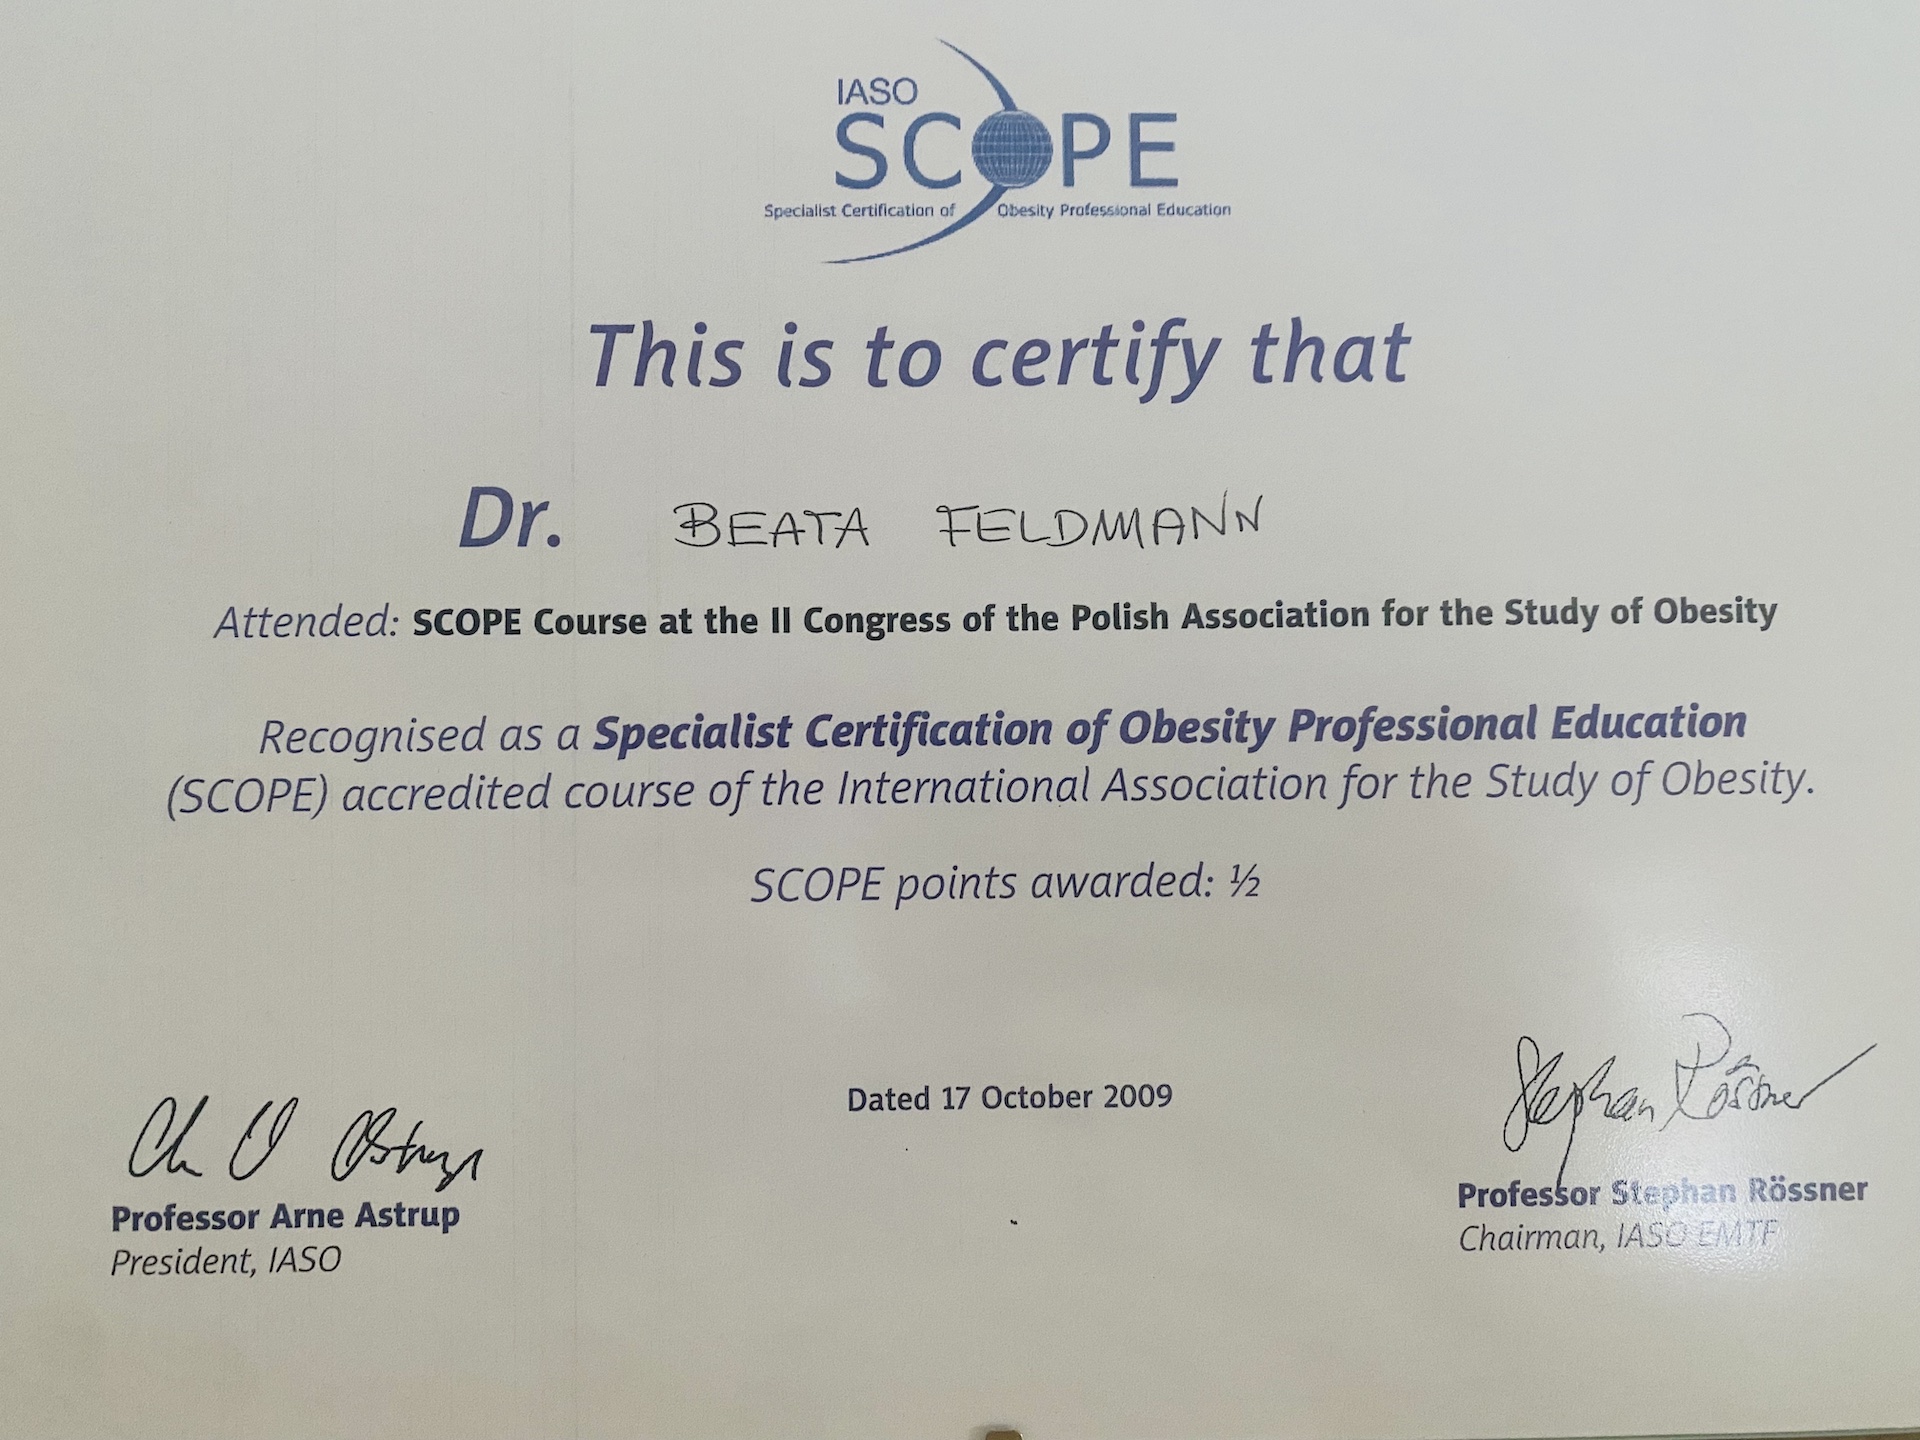 IASO
SCOPE
Specialist Certification of Obesity Professional Education
This is to certify that
Dr. BEATA FELDMANN
Attended: SCOPE Course at the II Congress of the Polish Association for the Study of Obesity
Recognised as a Specialist Certification of Obesity Professional Education
(SCOPE) accredited course of the International Association for the Study of Obesity.
SCOPE points awarded: ½
Dated 17 October 2009
Stephan Rössner
Professor Arne Astrup
President, IASO
Professor Stephan Rössner
Chairman, IASO EMTF